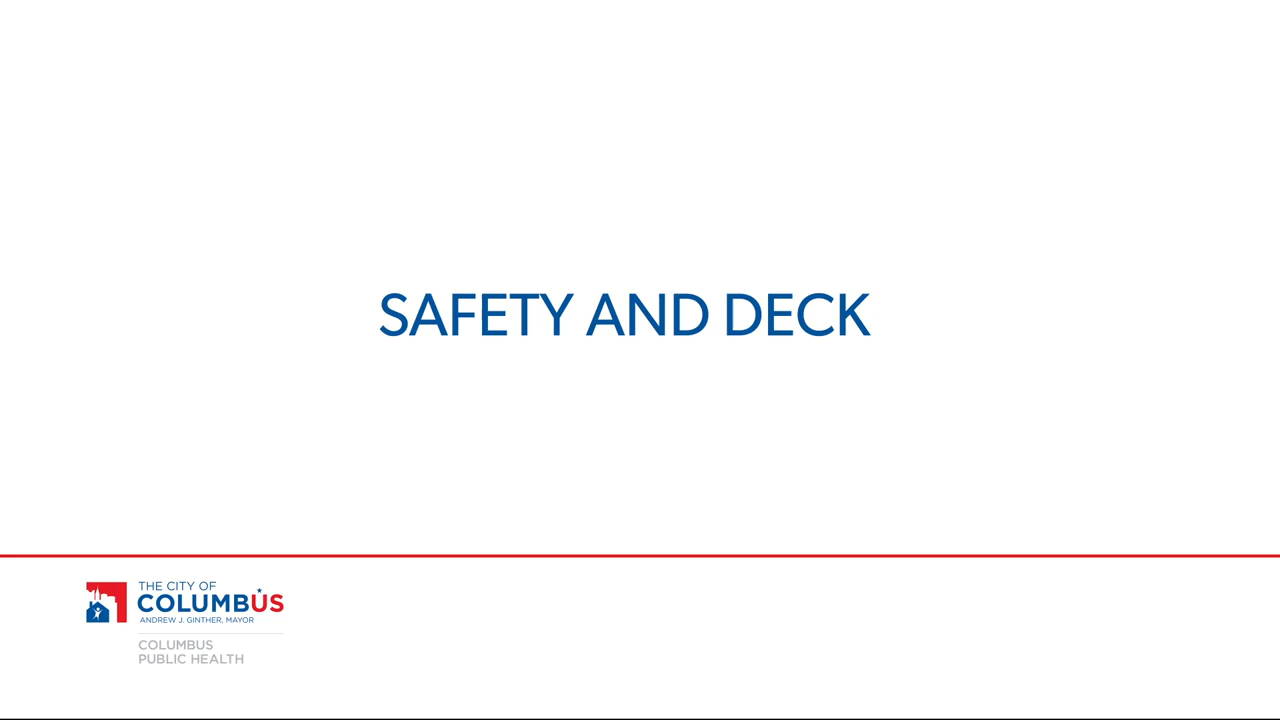 SAFETY AND DECK
THE CITY OF
COLUMBUS
ANDREW J. GINTHER, MAYOR
COLUMBUS
PUBLIC HEALTH